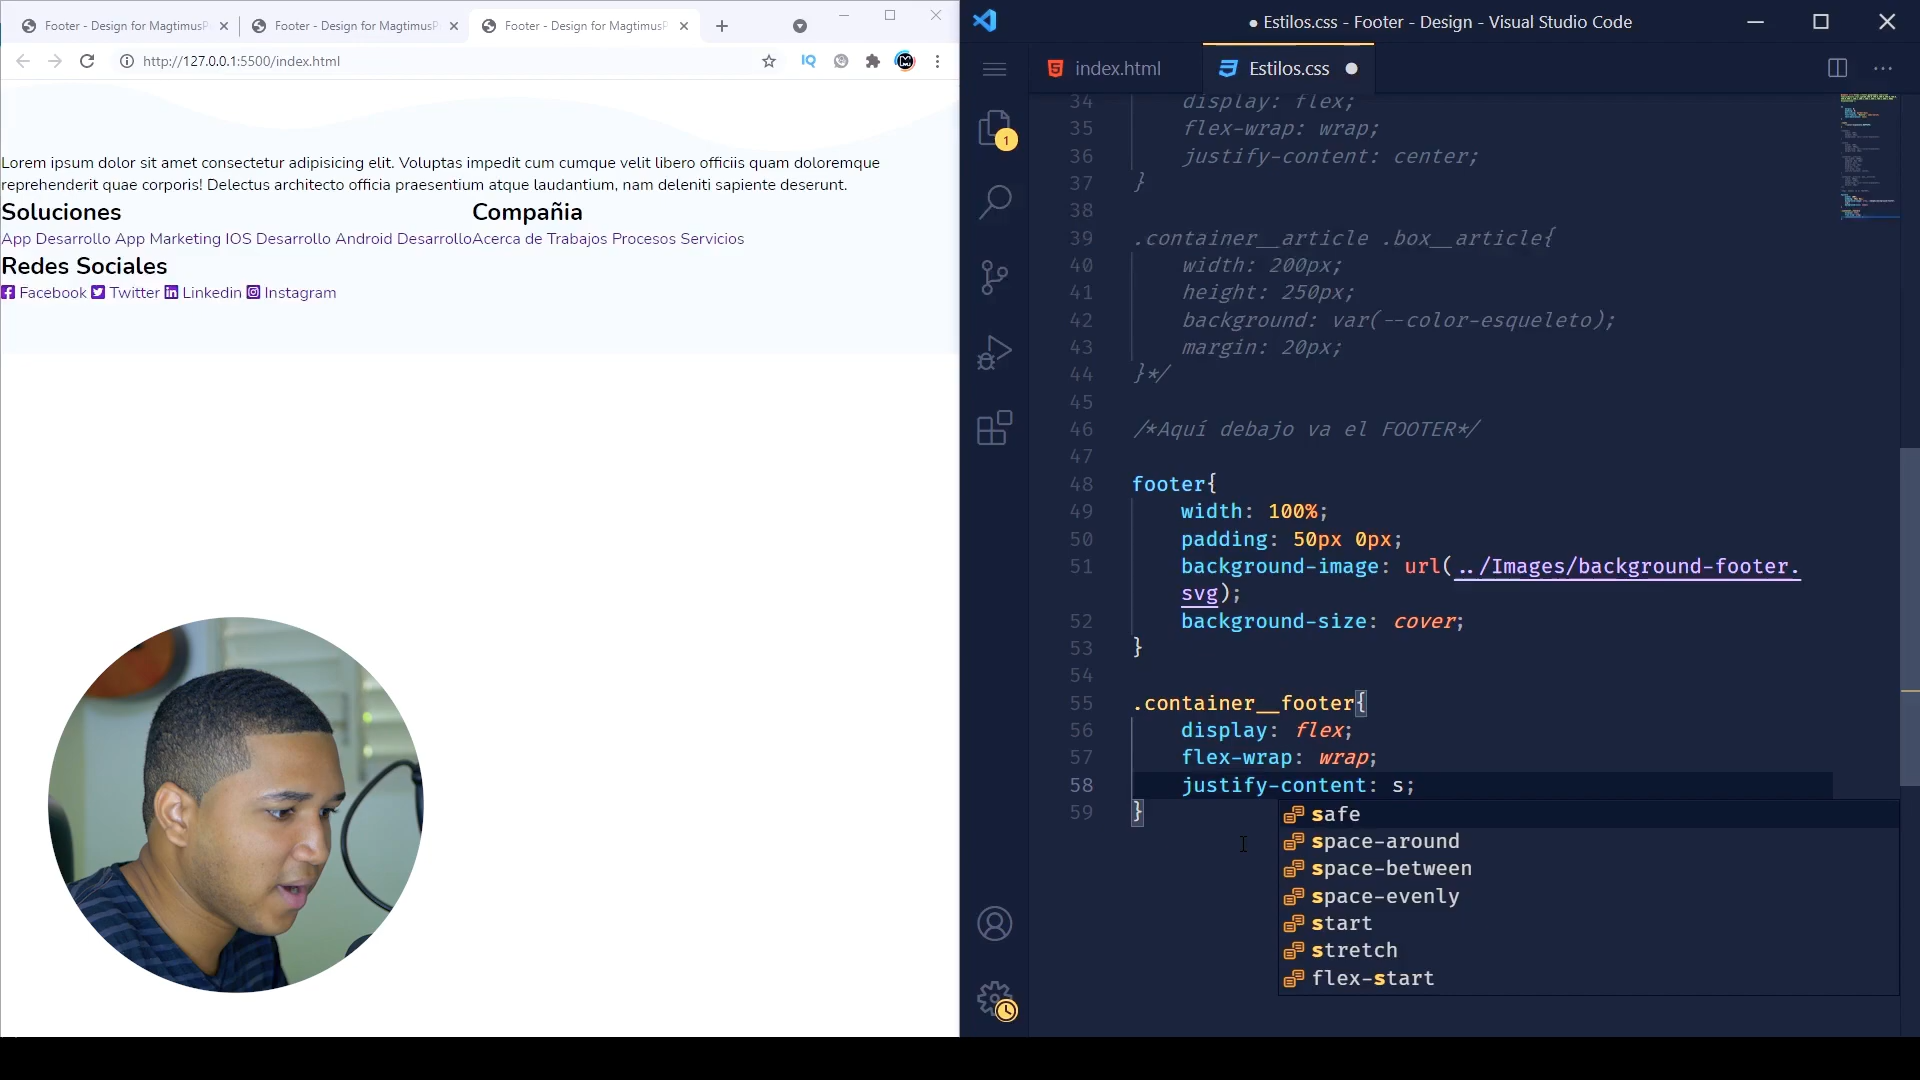 Footer - Design for MagtimusP
Footer - Design for MagtimusP
Footer - Design for MagtimusP
http://127.0.0.1:5500/index.html
IQ
Lorem ipsum dolor sit amet consectetur adipisicing elit. Voluptas impedit cum cumque velit libero officiis quam doloremque
reprehenderit quae corporis! Delectus architecto officia praesentium atque laudantium, nam deleniti sapiente deserunt.
Soluciones Compañia
App Desarrollo App Marketing IOS Desarrollo Android DesarrolloAcerca de Trabajos Procesos Servicios
Redes Sociales
Facebook Twitter Linkedin Instagram
● Estilos.css - Footer - Design - Visual Studio Code
index.html Estilos.css ●
1
34 display: flex;
35 flex-wrap: wrap;
36 justify-content: center;
37 }
38
39 .container__article .box__article{
40 width: 200px;
41 height: 250px;
42 background: var(--color-esqueleto);
43 margin: 20px;
44 }*/
45
46 /*Aquí debajo va el FOOTER*/
47
48 footer{
49 width: 100%;
50 padding: 50px 0px;
51 background-image: url(../Images/background-footer.
svg);
52 background-size: cover;
53 }
54
55 .container__footer{
56 display: flex;
57 flex-wrap: wrap;
58 justify-content: s;
59 }
safe
space-around
space-between
space-evenly
start
stretch
flex-start